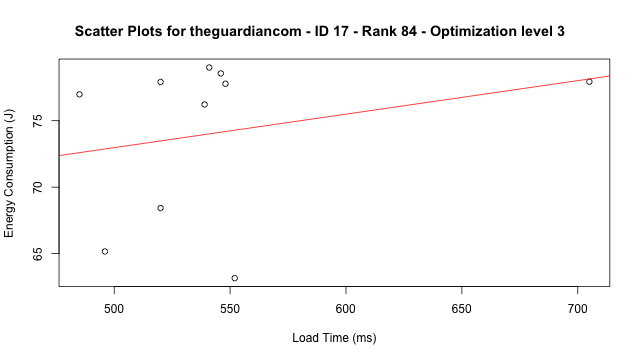 Scatter Plots for theguardiancom - ID 17 - Rank 84 - Optimization level 3
Energy Consumption (J)
75
70
65
500 550 600 650 700
Load Time (ms)